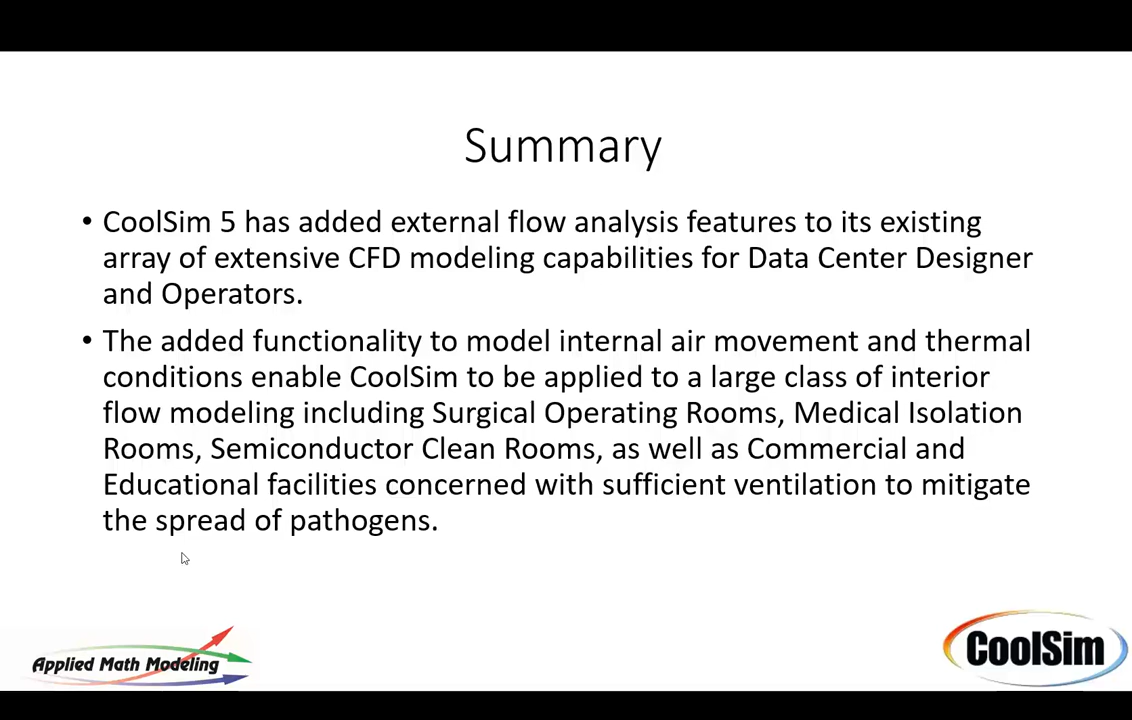 Summary
• CoolSim 5 has added external flow analysis features to its existing
array of extensive CFD modeling capabilities for Data Center Designer
and Operators.
• The added functionality to model internal air movement and thermal
conditions enable CoolSim to be applied to a large class of interior
flow modeling including Surgical Operating Rooms, Medical Isolation
Rooms, Semiconductor Clean Rooms, as well as Commercial and
Educational facilities concerned with sufficient ventilation to mitigate
the spread of pathogens.
Applied Math Modeling
CoolSim